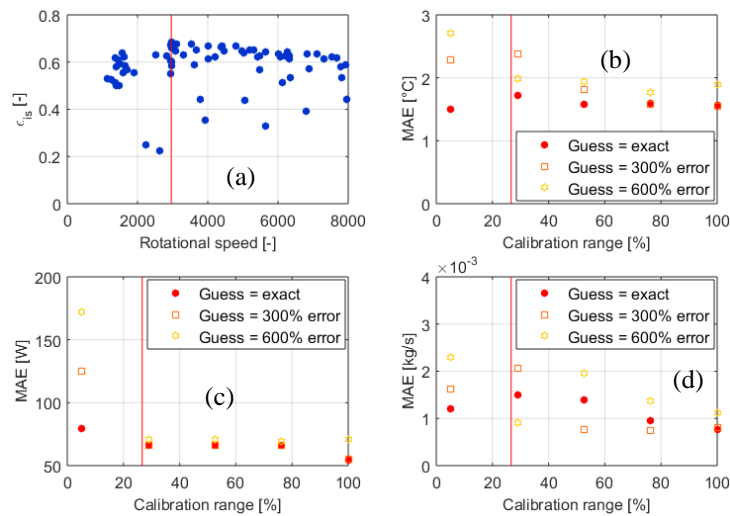 0.8
0.6
0.4
0.2
0
ϵis [-]
(a)
0 2000 4000 6000 8000
Rotational speed [-]
3
2
1
0
MAE [°C]
(b)
Guess = exact
Guess = 300% error
Guess = 600% error
0 20 40 60 80 100
Calibration range [%]
200
150
100
50
MAE [W]
Guess = exact
Guess = 300% error
Guess = 600% error
(c)
0 20 40 60 80 100
Calibration range [%]
×10-3
4
3
2
1
0
MAE [kg/s]
Guess = exact
Guess = 300% error
Guess = 600% error
(d)
0 20 40 60 80 100
Calibration range [%]